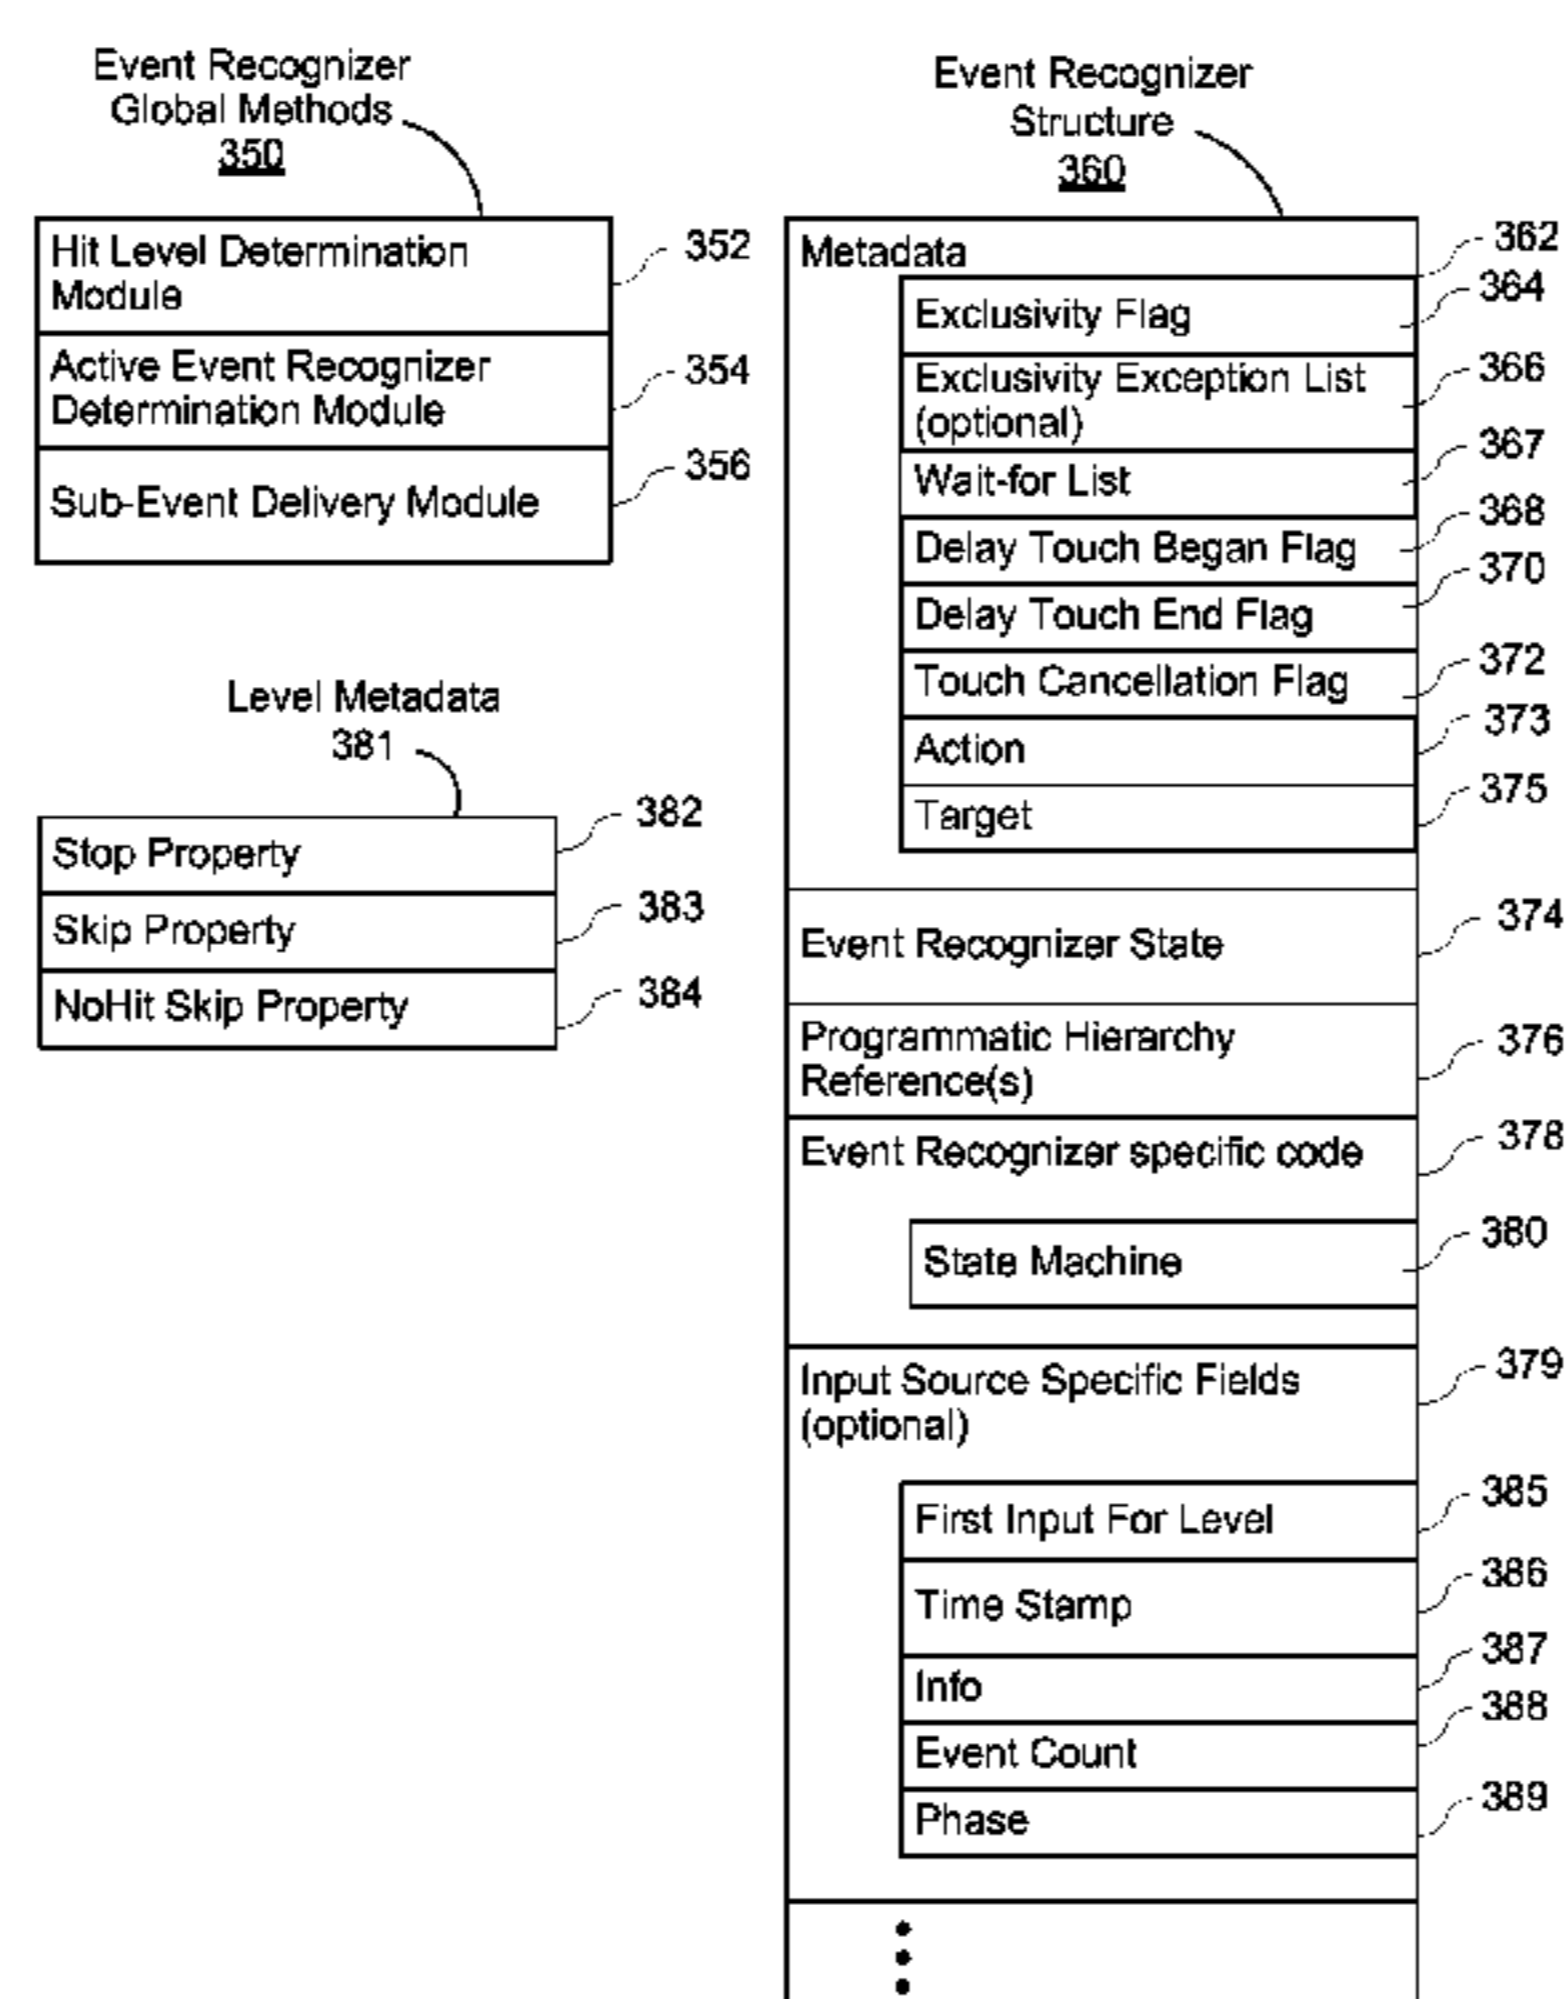 Event Recognizer
Global Methods
350
Hit Level Determination
Module
352
Active Event Recognizer
Determination Module
354
Sub-Event Delivery Module
356
Level Metadata
381
Stop Property
382
Skip Property
383
NoHit Skip Property
384
Event Recognizer
Structure
360
Metadata
362
Exclusivity Flag
364
Exclusivity Exception List
(optional)
366
Wait-for List
367
Delay Touch Began Flag
368
Delay Touch End Flag
370
Touch Cancellation Flag
372
Action
373
Target
375
Event Recognizer State
374
Programmatic Hierarchy
Reference(s)
376
Event Recognizer specific code
378
State Machine
380
Input Source Specific Fields
(optional)
379
First Input For Level
385
Time Stamp
386
Info
387
Event Count
388
Phase
389